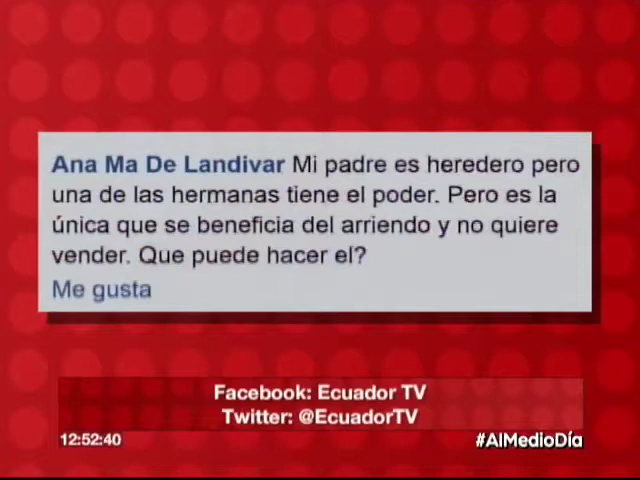 Ana Ma De Landivar Mi padre es heredero pero
una de las hermanas tiene el poder. Pero es la
única que se beneficia del arriendo y no quiere
vender. Que puede hacer el?
Me gusta
Facebook: Ecuador TV
Twitter: @EcuadorTV
12:52:40
#AlMedioDía